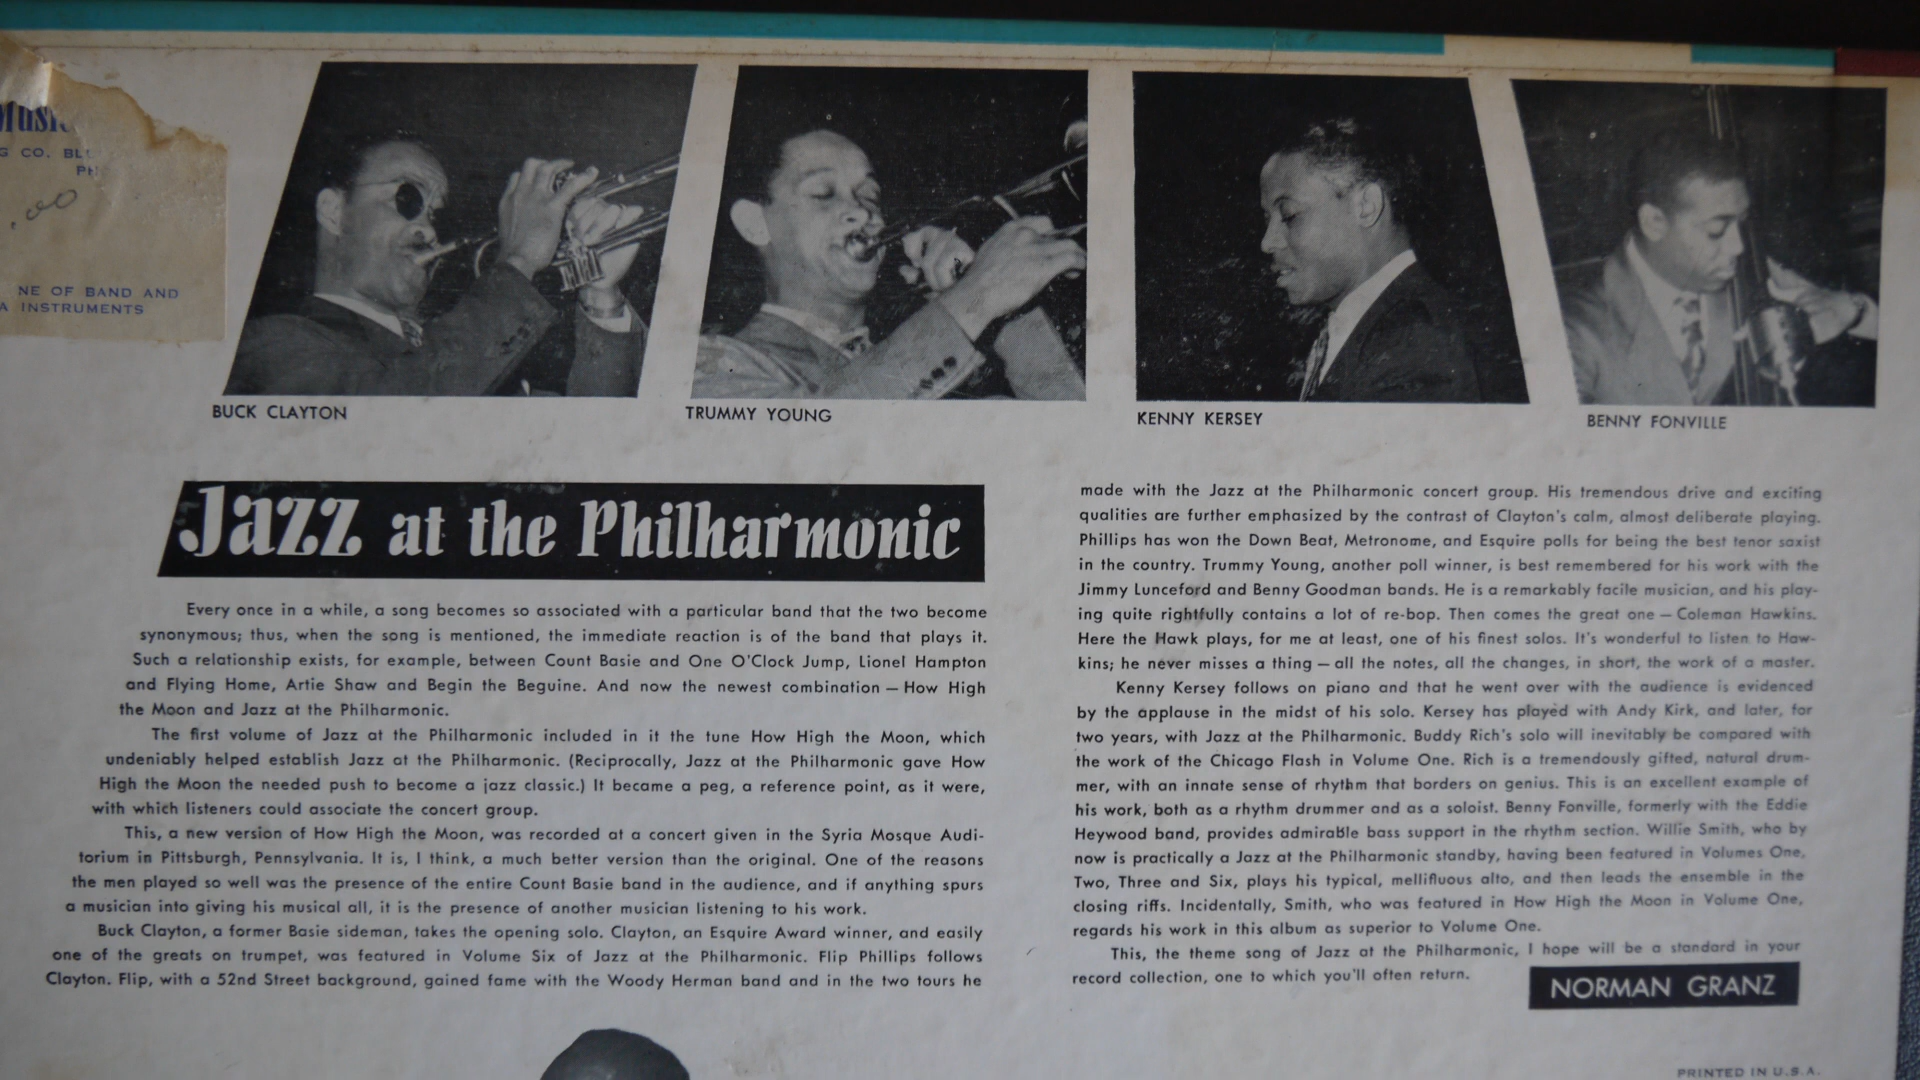 Music
G CO. BL
PH
.00
NE OF BAND AND
A INSTRUMENTS
BUCK CLAYTON
TRUMMY YOUNG
KENNY KERSEY
BENNY FONVILLE
Jazz at the Philharmonic
Every once in a while, a song becomes so associated with a particular band that the two become
synonymous; thus, when the song is mentioned, the immediate reaction is of the band that plays it.
Such a relationship exists, for example, between Count Basie and One O'Clock Jump, Lionel Hampton
and Flying Home, Artie Shaw and Begin the Beguine. And now the newest combination — How High
the Moon and Jazz at the Philharmonic.
The first volume of Jazz at the Philharmonic included in it the tune How High the Moon, which
undeniably helped establish Jazz at the Philharmonic. (Reciprocally, Jazz at the Philharmonic gave How
High the Moon the needed push to become a jazz classic.) It became a peg, a reference point, as it were,
with which listeners could associate the concert group.
This, a new version of How High the Moon, was recorded at a concert given in the Syria Mosque Audi-
torium in Pittsburgh, Pennsylvania. It is, I think, a much better version than the original. One of the reasons
the men played so well was the presence of the entire Count Basie band in the audience, and if anything spurs
a musician into giving his musical all, it is the presence of another musician listening to his work.
Buck Clayton, a former Basie sideman, takes the opening solo. Clayton, an Esquire Award winner, and easily
one of the greats on trumpet, was featured in Volume Six of Jazz at the Philharmonic. Flip Phillips follows
Clayton. Flip, with a 52nd Street background, gained fame with the Woody Herman band and in the two tours he
made with the Jazz at the Philharmonic concert group. His tremendous drive and exciting
qualities are further emphasized by the contrast of Clayton's calm, almost deliberate playing.
Phillips has won the Down Beat, Metronome, and Esquire polls for being the best tenor saxist
in the country. Trummy Young, another poll winner, is best remembered for his work with the
Jimmy Lunceford and Benny Goodman bands. He is a remarkably facile musician, and his play-
ing quite rightfully contains a lot of re-bop. Then comes the great one — Coleman Hawkins.
Here the Hawk plays, for me at least, one of his finest solos. It's wonderful to listen to Haw-
kins; he never misses a thing — all the notes, all the changes, in short, the work of a master.
Kenny Kersey follows on piano and that he went over with the audience is evidenced
by the applause in the midst of his solo. Kersey has played with Andy Kirk, and later, for
two years, with Jazz at the Philharmonic. Buddy Rich's solo will inevitably be compared with
the work of the Chicago Flash in Volume One. Rich is a tremendously gifted, natural drum-
mer, with an innate sense of rhythm that borders on genius. This is an excellent example of
his work, both as a rhythm drummer and as a soloist. Benny Fonville, formerly with the Eddie
Heywood band, provides admirable bass support in the rhythm section. Willie Smith, who by
now is practically a Jazz at the Philharmonic standby, having been featured in Volumes One,
Two, Three and Six, plays his typical, mellifluous alto, and then leads the ensemble in the
closing riffs. Incidentally, Smith, who was featured in How High the Moon in Volume One,
regards his work in this album as superior to Volume One.
This, the theme song of Jazz at the Philharmonic, I hope will be a standard in your
record collection, one to which you'll often return.
NORMAN GRANZ
PRINTED IN U.S.A.